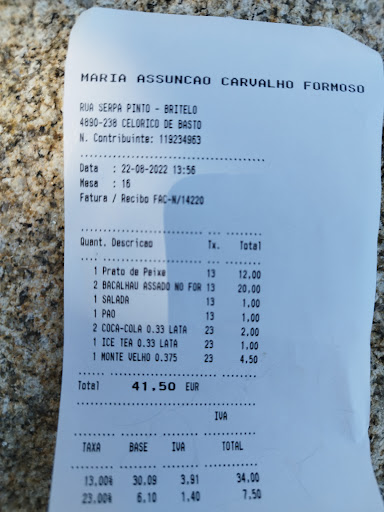 MARIA ASSUNCAO CARVALHO FORMOSO
RUA SERPA PINTO - BRITELO
4890-238 CELORICO DE BASTO
N. Contribuinte: 119234963
Data : 22-08-2022 13:56
Mesa : 16
Fatura / Recibo FAC-N/14220
Quant. Descricao Tx. Total
1 Prato de Peixe 13 12,00
2 BACALHAU ASSADO NO FOR 13 20,00
1 SALADA 13 1,00
1 PAO 13 1,00
2 COCA-COLA 0.33 LATA 23 2,00
1 ICE TEA 0.33 LATA 23 1,00
1 MONTE VELHO 0.375 23 4,50
Total 41,50 EUR
IVA
TAXA BASE IVA TOTAL
13,00% 30,09 3,91 34,00
23,00% 6,10 1,40 7,50